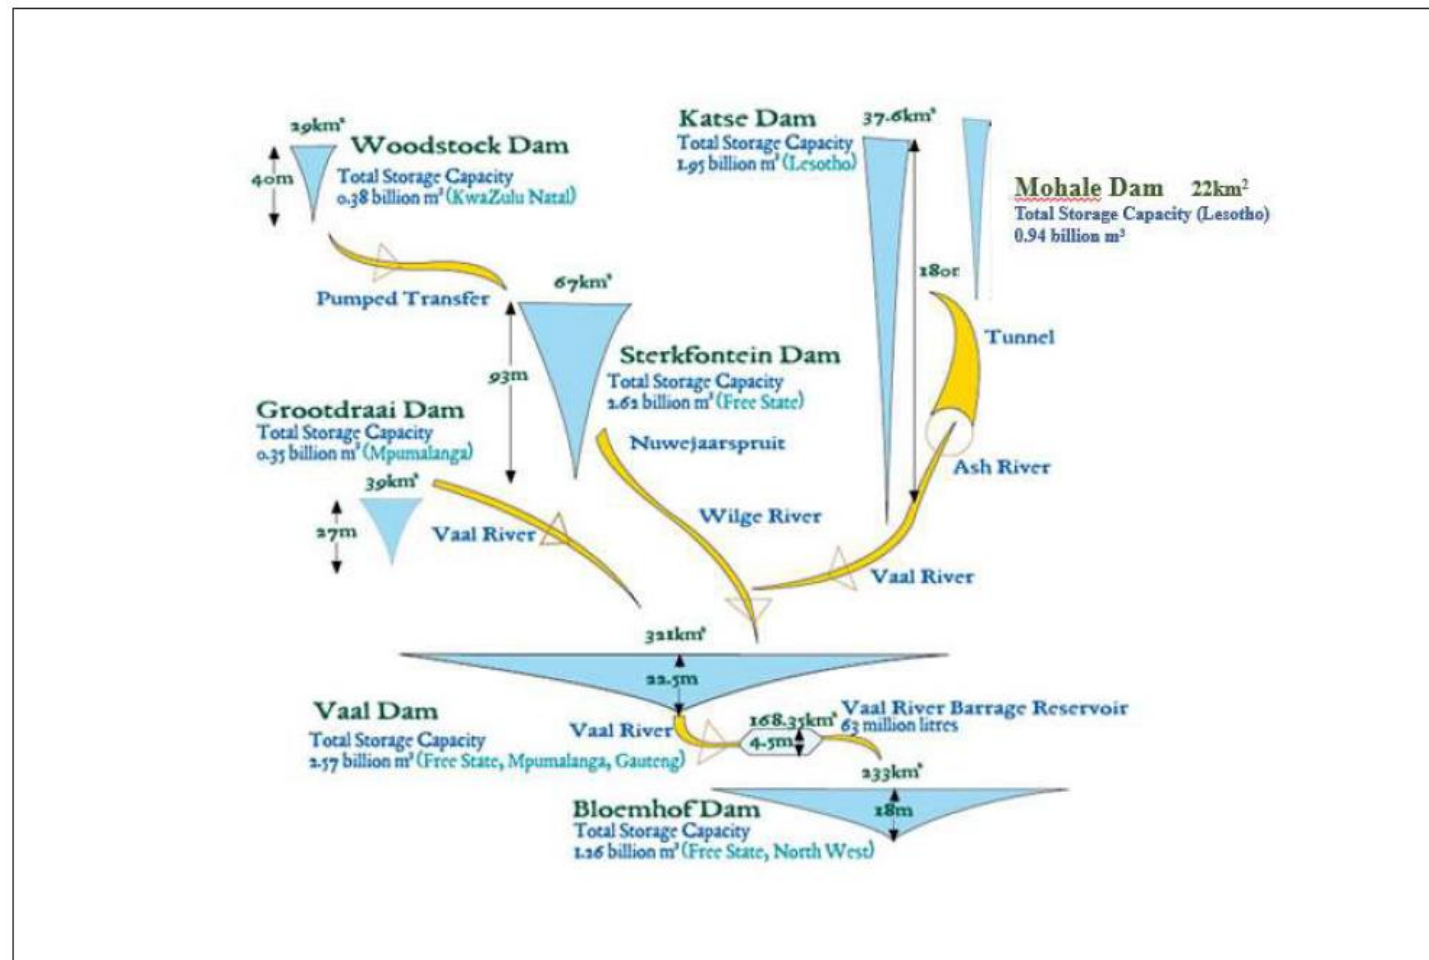 29km²
40m
Woodstock Dam
Total Storage Capacity
0.38 billion m³ (KwaZulu Natal)
Pumped Transfer
Katse Dam
37.6km²
Total Storage Capacity
1.95 billion m³ (Lesotho)
180m
Mohale Dam 22km²
Total Storage Capacity (Lesotho)
0.94 billion m³
Tunnel
Ash River
Vaal River
67km²
93m
Sterkfontein Dam
Total Storage Capacity
2.62 billion m³ (Free State)
Nuwejaarspruit
Wilge River
Grootdraai Dam
Total Storage Capacity
0.35 billion m³ (Mpumalanga)
39km²
27m
Vaal River
321km²
22.5m
Vaal Dam
Total Storage Capacity
2.57 billion m³ (Free State, Mpumalanga, Gauteng)
Vaal River
168.35km²
4.5m
Vaal River Barrage Reservoir
63 million litres
233km²
18m
Bloemhof Dam
Total Storage Capacity
1.26 billion m³ (Free State, North West)